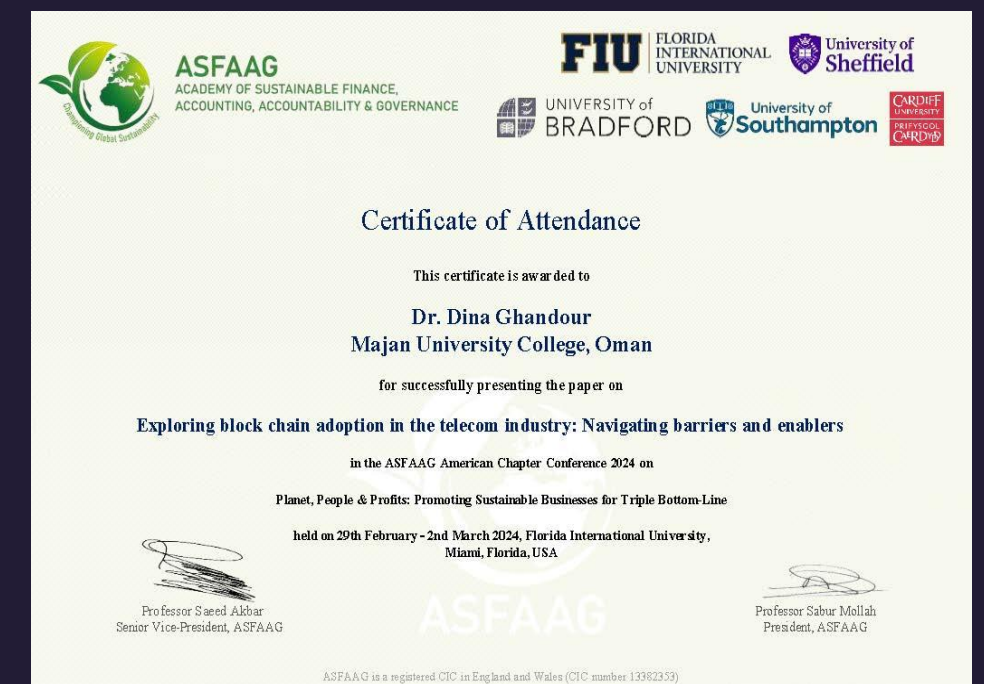 ASFAAG
ACADEMY OF SUSTAINABLE FINANCE,
ACCOUNTING, ACCOUNTABILITY & GOVERNANCE
Championing Global Sustainability
FIU
FLORIDA
INTERNATIONAL
UNIVERSITY
University of
Sheffield
UNIVERSITY of
BRADFORD
University of
Southampton
CARDIFF
UNIVERSITY
PRIFYSGOL
CAERDYDD
Certificate of Attendance
This certificate is awarded to
Dr. Dina Ghandour
Majan University College, Oman
for successfully presenting the paper on
Exploring block chain adoption in the telecom industry: Navigating barriers and enablers
in the ASFAAG American Chapter Conference 2024 on
Planet, People & Profits: Promoting Sustainable Businesses for Triple Bottom-Line
held on 29th February - 2nd March 2024, Florida International University,
Miami, Florida, USA
Professor Saeed Akbar
Senior Vice-President, ASFAAG
Professor Sabur Mollah
President, ASFAAG
ASFAAG
ASFAAG is a registered CIC in England and Wales (CIC number 13382353)